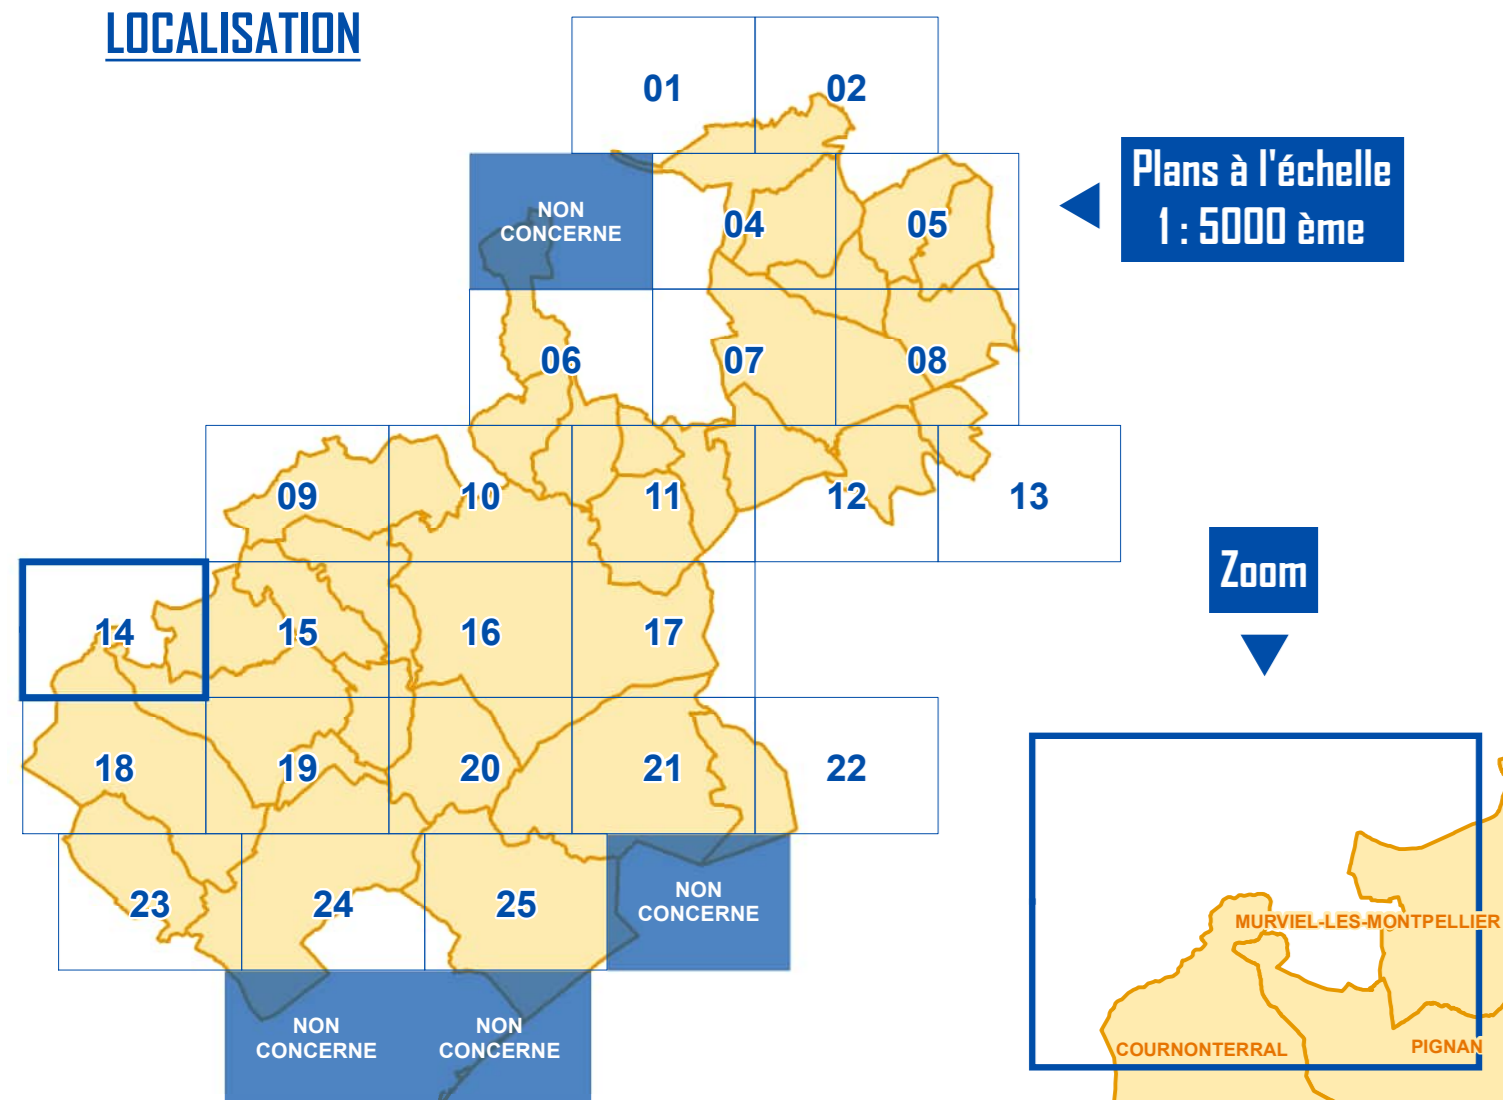 LOCALISATION
01
02
Plans à l'échelle
1 : 5000 ème
NON
CONCERNE
04
05
06
07
08
09
10
11
12
13
Zoom
14
15
16
17
18
19
20
21
22
23
24
25
NON
CONCERNE
MURVIEL-LES-MONTPELLIER
COURNONTERRAL
PIGNAN
NON
CONCERNE
NON
CONCERNE